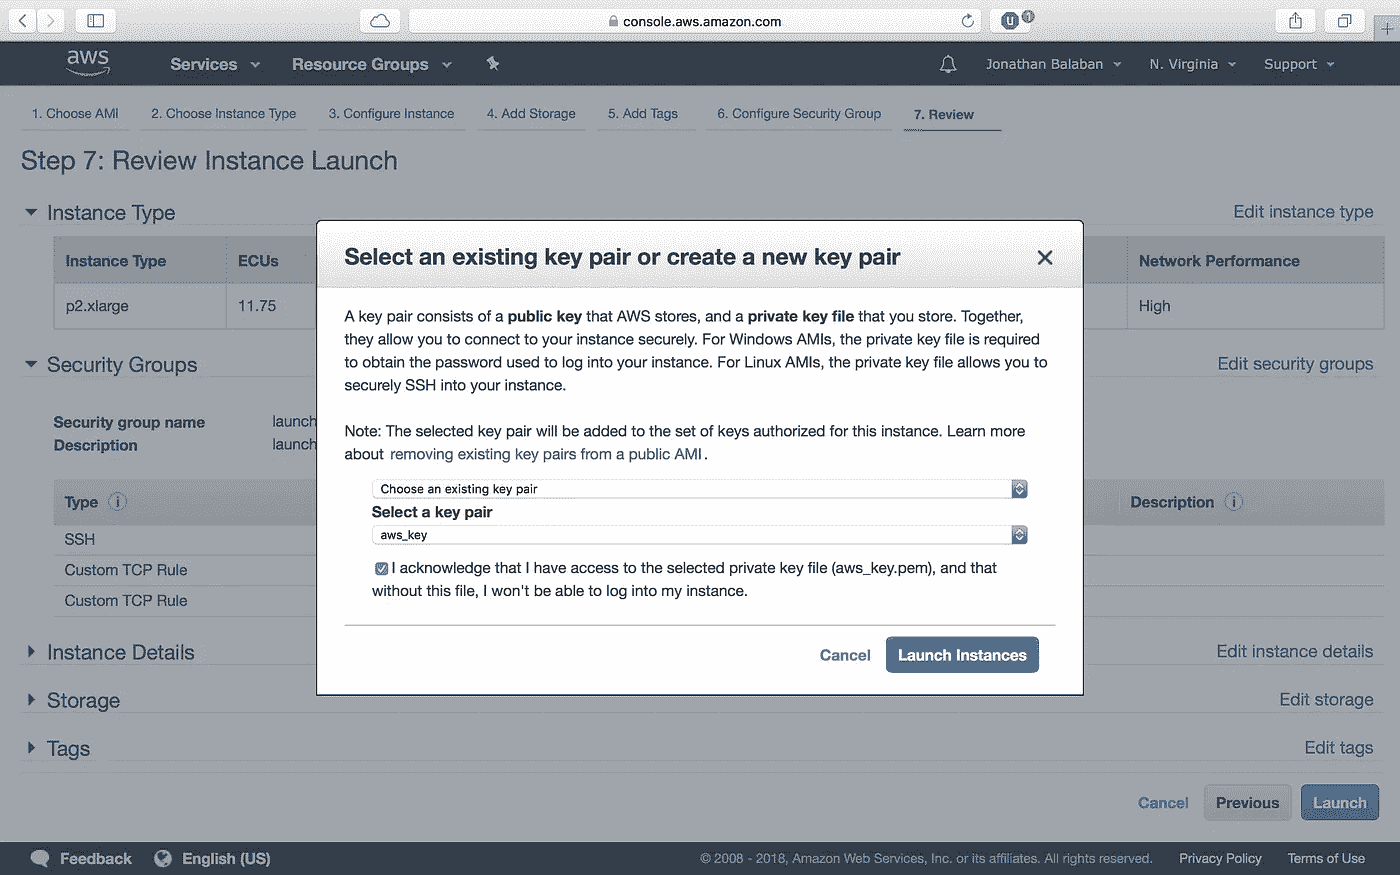 console.aws.amazon.com
u 1
aws Services Resource Groups Jonathan Balaban N. Virginia Support
1. Choose AMI 2. Choose Instance Type 3. Configure Instance 4. Add Storage 5. Add Tags 6. Configure Security Group 7. Review
Step 7: Review Instance Launch
Instance Type Edit instance type
Instance Type ECUs Network Performance
p2.xlarge 11.75 High
Security Groups Edit security groups
Security group name launch
Description launch
Type i Description i
SSH
Custom TCP Rule
Custom TCP Rule
Instance Details Edit instance details
Storage Edit storage
Tags Edit tags
Cancel Previous Launch
Select an existing key pair or create a new key pair
A key pair consists of a public key that AWS stores, and a private key file that you store. Together,
they allow you to connect to your instance securely. For Windows AMIs, the private key file is required
to obtain the password used to log into your instance. For Linux AMIs, the private key file allows you to
securely SSH into your instance.
Note: The selected key pair will be added to the set of keys authorized for this instance. Learn more
about removing existing key pairs from a public AMI.
Choose an existing key pair
Select a key pair
aws_key
I acknowledge that I have access to the selected private key file (aws_key.pem), and that
without this file, I won't be able to log into my instance.
Cancel Launch Instances
Feedback English (US) © 2008 - 2018, Amazon Web Services, Inc. or its affiliates. All rights reserved. Privacy Policy Terms of Use